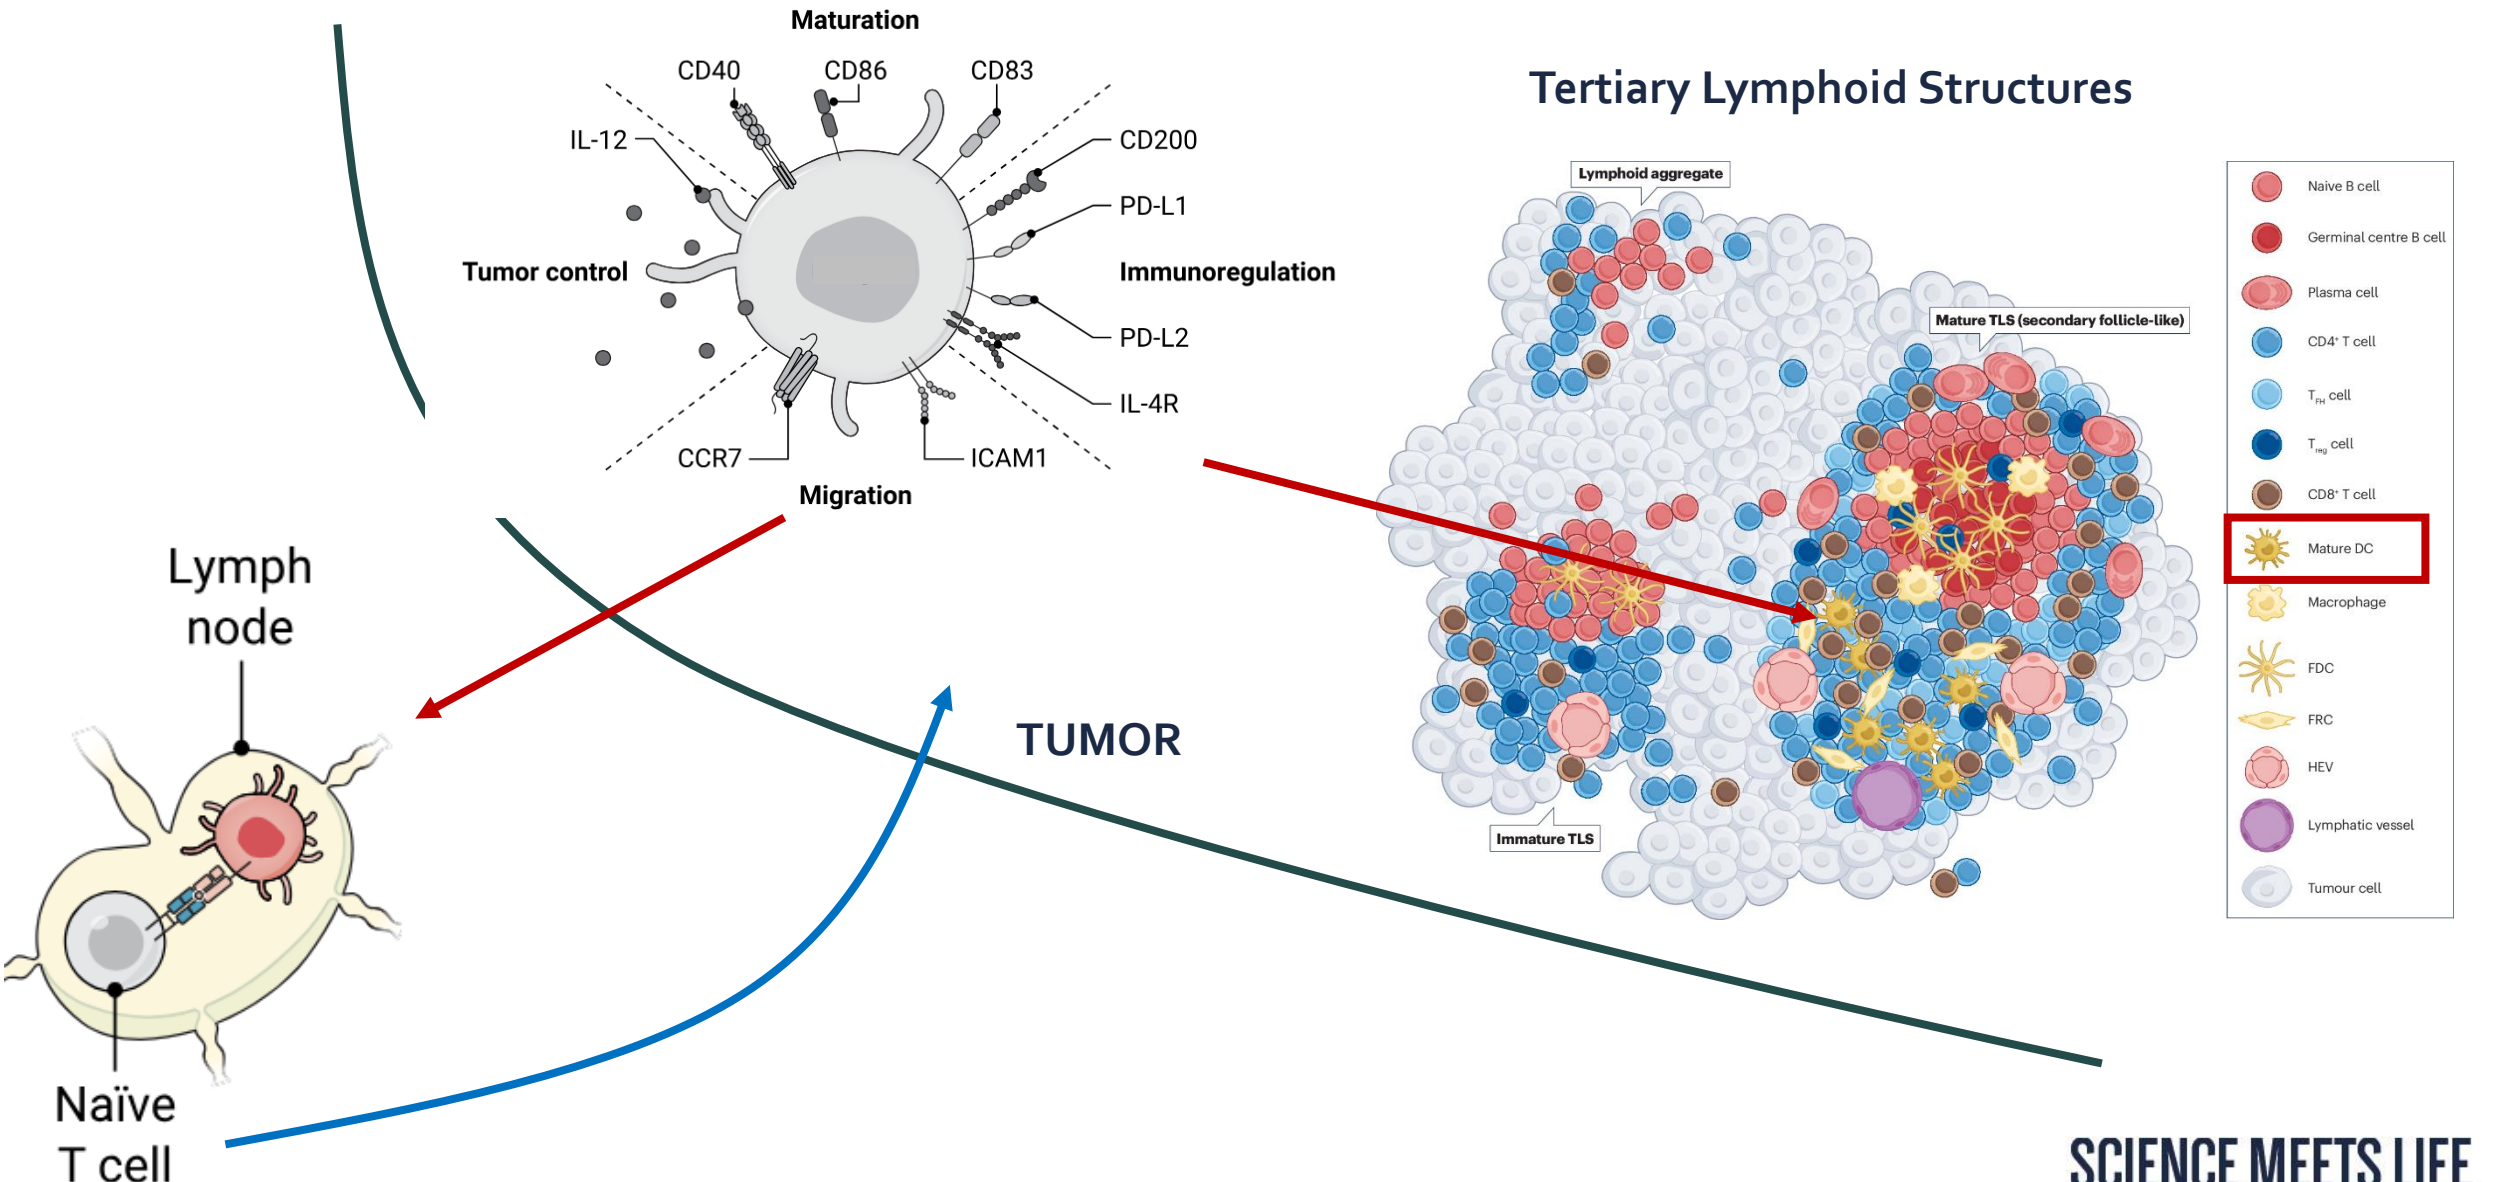 Maturation
CD40
CD86
CD83
IL-12
CD200
PD-L1
Tumor control
Immunoregulation
PD-L2
IL-4R
CCR7
ICAM1
Migration
Tertiary Lymphoid Structures
Lymphoid aggregate
Mature TLS (secondary follicle-like)
Immature TLS
Naive B cell
Germinal centre B cell
Plasma cell
CD4⁺ T cell
T_FH cell
T_reg cell
CD8⁺ T cell
Mature DC
Macrophage
FDC
FRC
HEV
Lymphatic vessel
Tumour cell
Lymph
node
TUMOR
Naïve
T cell
SCIENCE MEETS LIFE